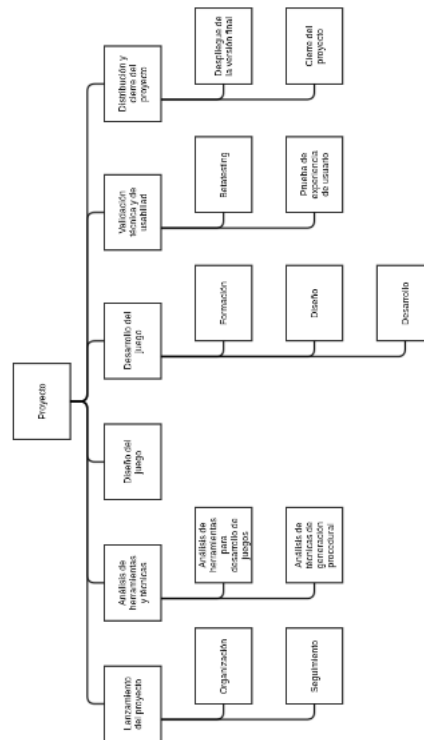 Proyecto
Lanzamiento
del proyecto
Análisis de
herramientas
y técnicas
Diseño del
juego
Desarrollo del
juego
Validación
técnica y de
usabiliad
Distribución y
cierre del
proyecto
Organización
Seguimiento
Análisis de
herramientas
para
desarrollo de
juegos
Análisis de
técnicas de
generación
procedural
Formación
Diseño
Desarrollo
Betatesting
Prueba de
experiencia
de usuario
Despliegue de
la versión final
Cierre del
proyecto